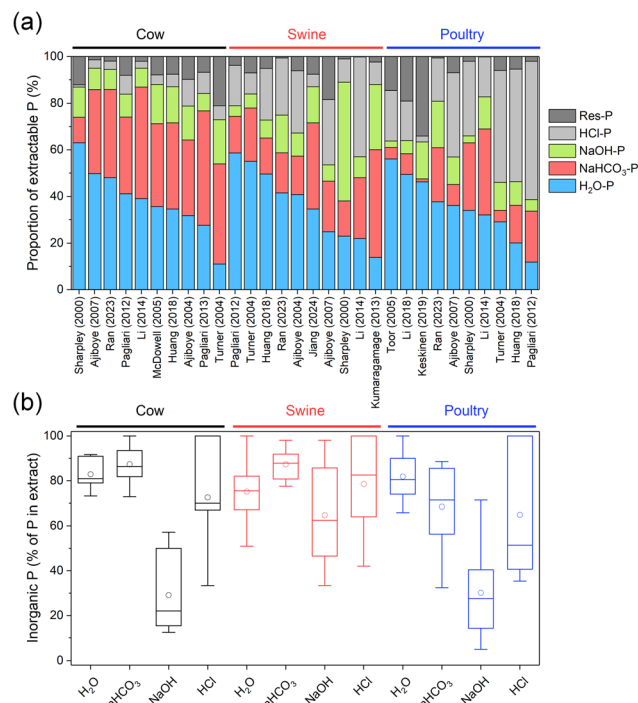 (a)
Cow Swine Poultry
Proportion of extractable P (%)
100
80
60
40
20
0
Res-P
HCl-P
NaOH-P
NaHCO₃-P
H₂O-P
Sharpley (2000)
Ajiboye (2007)
Ran (2023)
Pagliari (2012)
Li (2014)
McDowell (2005)
Huang (2018)
Ajiboye (2004)
Pagliari (2013)
Turner (2004)
Pagliari (2012)
Turner (2004)
Huang (2018)
Ran (2023)
Ajiboye (2004)
Jiang (2024)
Ajiboye (2007)
Sharpley (2000)
Li (2014)
Kumaragamage (2013)
Toor (2005)
Li (2018)
Keskinen (2019)
Ran (2023)
Ajiboye (2007)
Sharpley (2000)
Li (2014)
Turner (2004)
Huang (2018)
Pagliari (2012)
(b)
Cow Swine Poultry
Inorganic P (% of P in extract)
100
80
60
40
20
0
H₂O
aHCO₃
NaOH
HCl
H₂O
aHCO₃
NaOH
HCl
H₂O
aHCO₃
NaOH
HCl